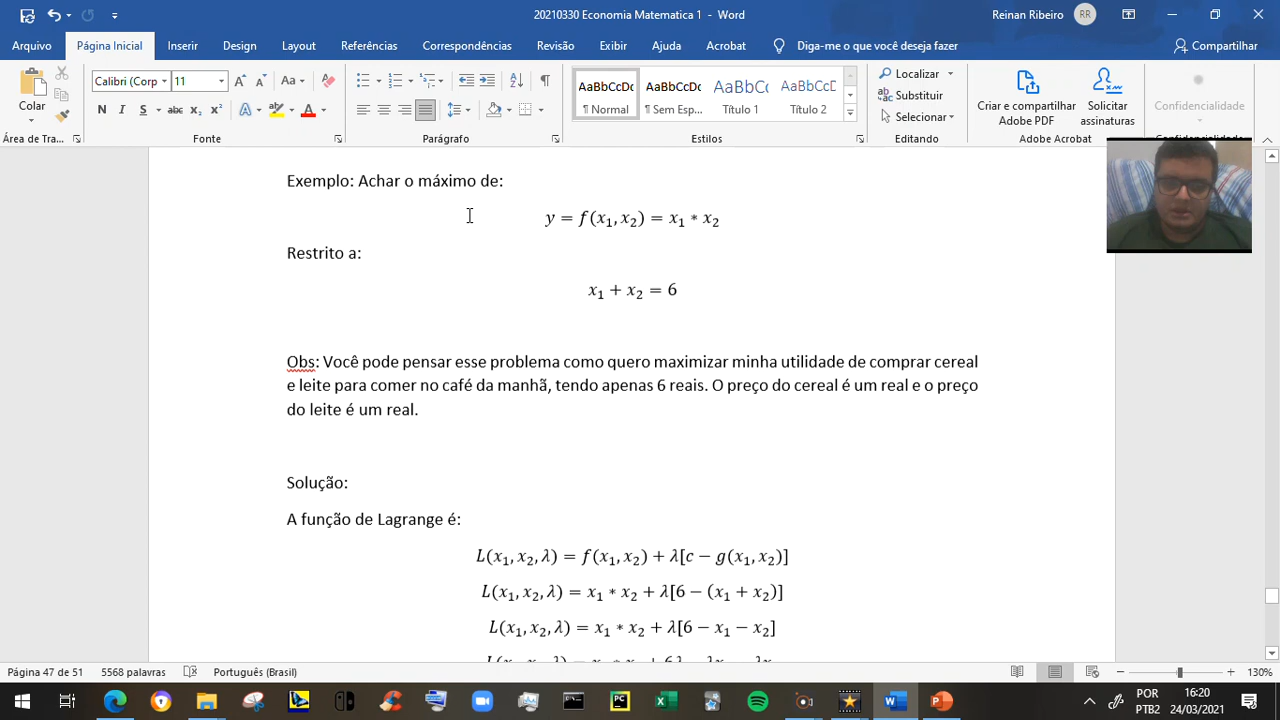 20210330 Economia Matematica 1 - Word
Reinan Ribeiro RR
Arquivo Página Inicial Inserir Design Layout Referências Correspondências Revisão Exibir Ajuda Acrobat Diga-me o que você deseja fazer Compartilhar
Colar
Calibri (Corp 11
N I S abc x₂ x²
AaBbCcDc AaBbCcDc AaBbCc AaBbCcD
¶ Normal ¶ Sem Esp... Título 1 Título 2
Localizar
Substituir
Selecionar
Criar e compartilhar Adobe PDF
Solicitar assinaturas
Confidencialidade
Área de Tra... Fonte Parágrafo Estilos Editando Adobe Acrobat
Exemplo: Achar o máximo de:
y = f(x₁, x₂) = x₁ * x₂
Restrito a:
x₁ + x₂ = 6
Obs: Você pode pensar esse problema como quero maximizar minha utilidade de comprar cereal
e leite para comer no café da manhã, tendo apenas 6 reais. O preço do cereal é um real e o preço
do leite é um real.
Solução:
A função de Lagrange é:
L(x₁, x₂, λ) = f(x₁, x₂) + λ[c − g(x₁, x₂)]
L(x₁, x₂, λ) = x₁ * x₂ + λ[6 − (x₁ + x₂)]
L(x₁, x₂, λ) = x₁ * x₂ + λ[6 − x₁ − x₂]
Página 47 de 51 5568 palavras Português (Brasil) 130%
POR 16:20
PTB2 24/03/2021